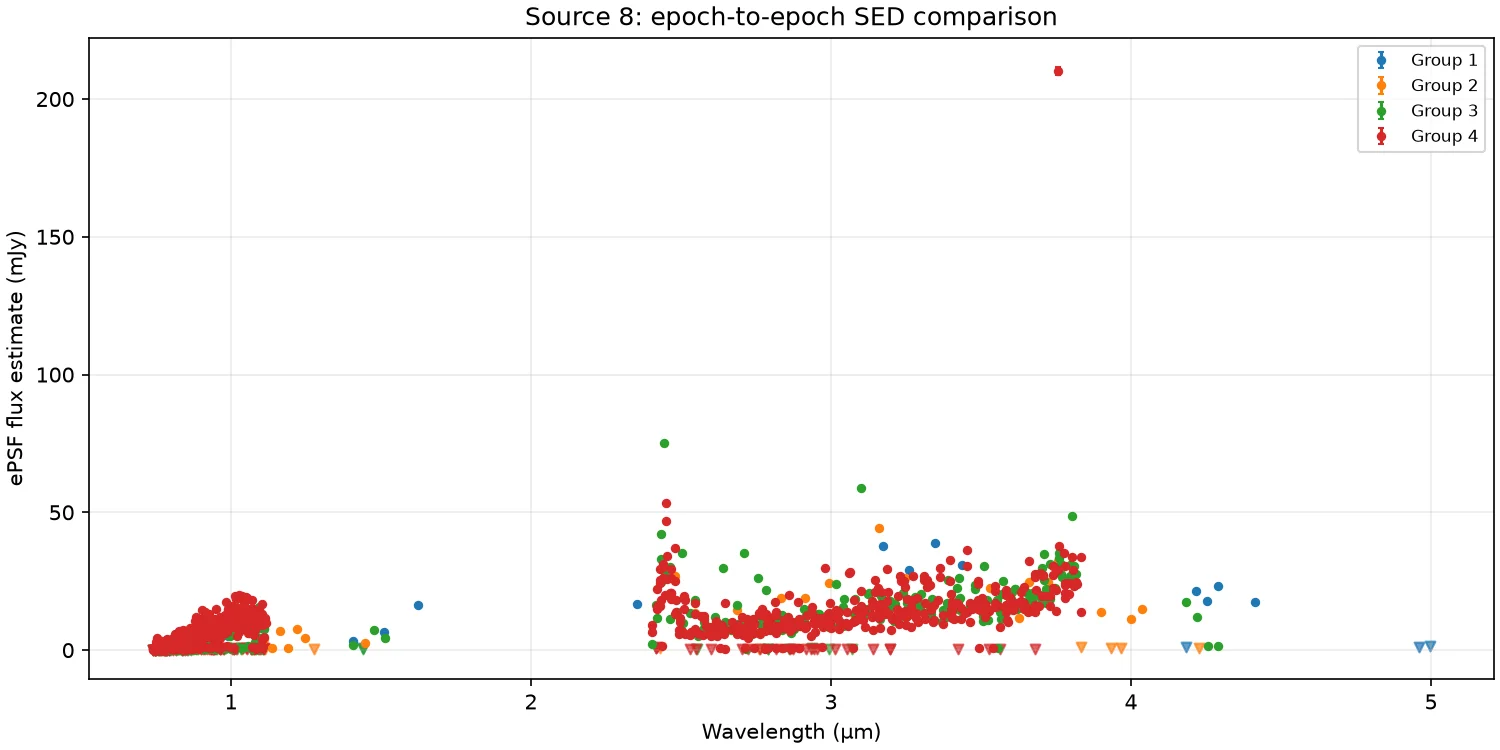 Source 8: epoch-to-epoch SED comparison
ePSF flux estimate (mJy)
200
150
100
50
0
1
2
3
4
5
Wavelength (μm)
Group 1
Group 2
Group 3
Group 4